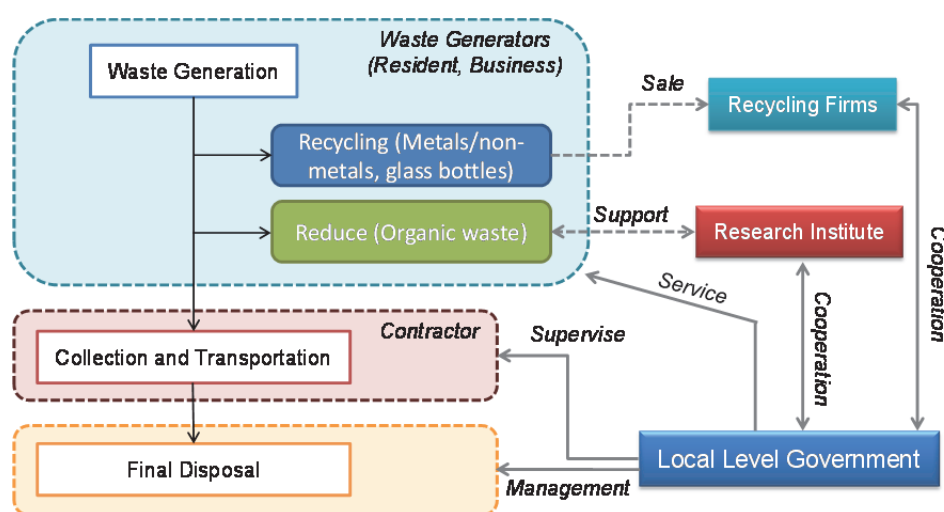 Waste Generators
(Resident, Business)
Waste Generation
Sale
Recycling Firms
Recycling (Metals/non-
metals, glass bottles)
Support
Reduce (Organic waste)
Research Institute
Cooperation
Service
Cooperation
Contractor
Supervise
Collection and Transportation
Final Disposal
Local Level Government
Management